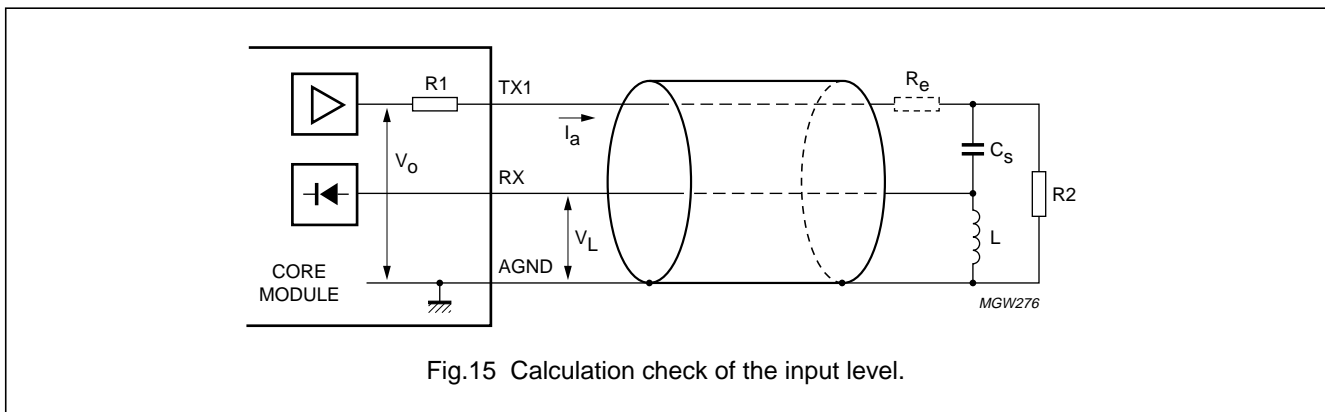 R1
TX1
Re
Ia
Cs
Vo
RX
R2
VL
L
CORE
MODULE
AGND
MGW276
Fig.15 Calculation check of the input level.